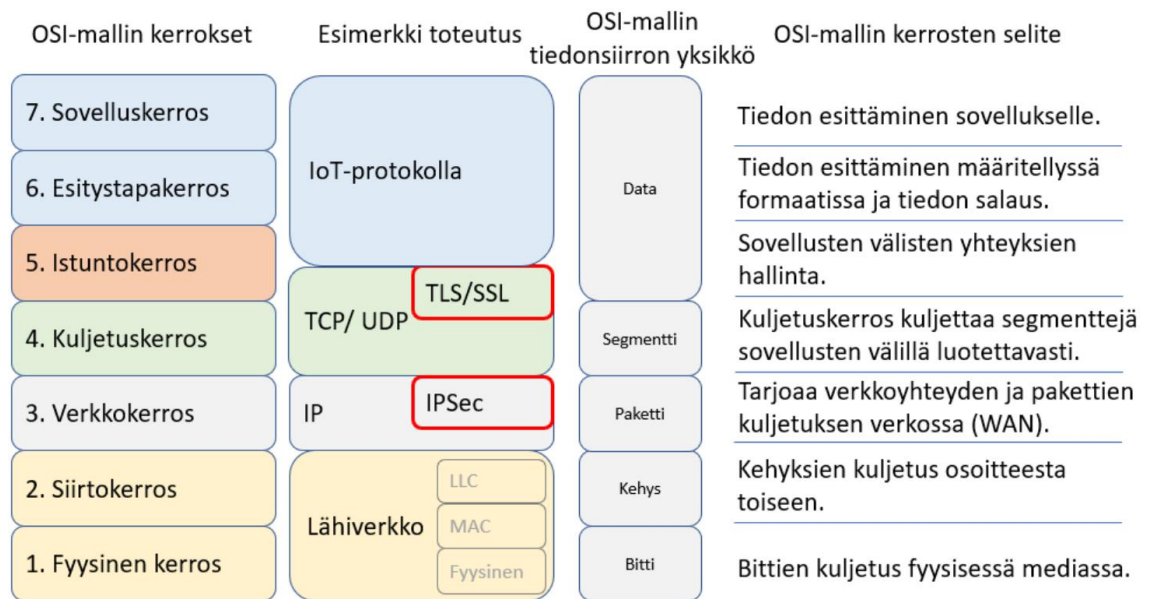 OSI-mallin kerrokset
Esimerkki toteutus
OSI-mallin
tiedonsiirron yksikkö
OSI-mallin kerrosten selite
7. Sovelluskerros
6. Esitystapakerros
5. Istuntokerros
4. Kuljetuskerros
3. Verkkokerros
2. Siirtokerros
1. Fyysinen kerros
IoT-protokolla
TLS/SSL
TCP/ UDP
IPSec
IP
LLC
Lähiverkko
MAC
Fyysinen
Data
Segmentti
Paketti
Kehys
Bitti
Tiedon esittäminen sovellukselle.
Tiedon esittäminen määritellyssä
formaatissa ja tiedon salaus.
Sovellusten välisten yhteyksien
hallinta.
Kuljetuskerros kuljettaa segmenttejä
sovellusten välillä luotettavasti.
Tarjoaa verkkoyhteyden ja pakettien
kuljetuksen verkossa (WAN).
Kehyksien kuljetus osoitteesta
toiseen.
Bittien kuljetus fyysisessä mediassa.